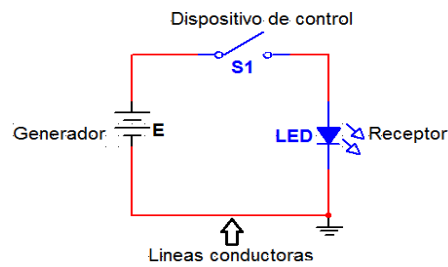 Dispositivo de control
S1
Generador
E
LED
Receptor
Lineas conductoras